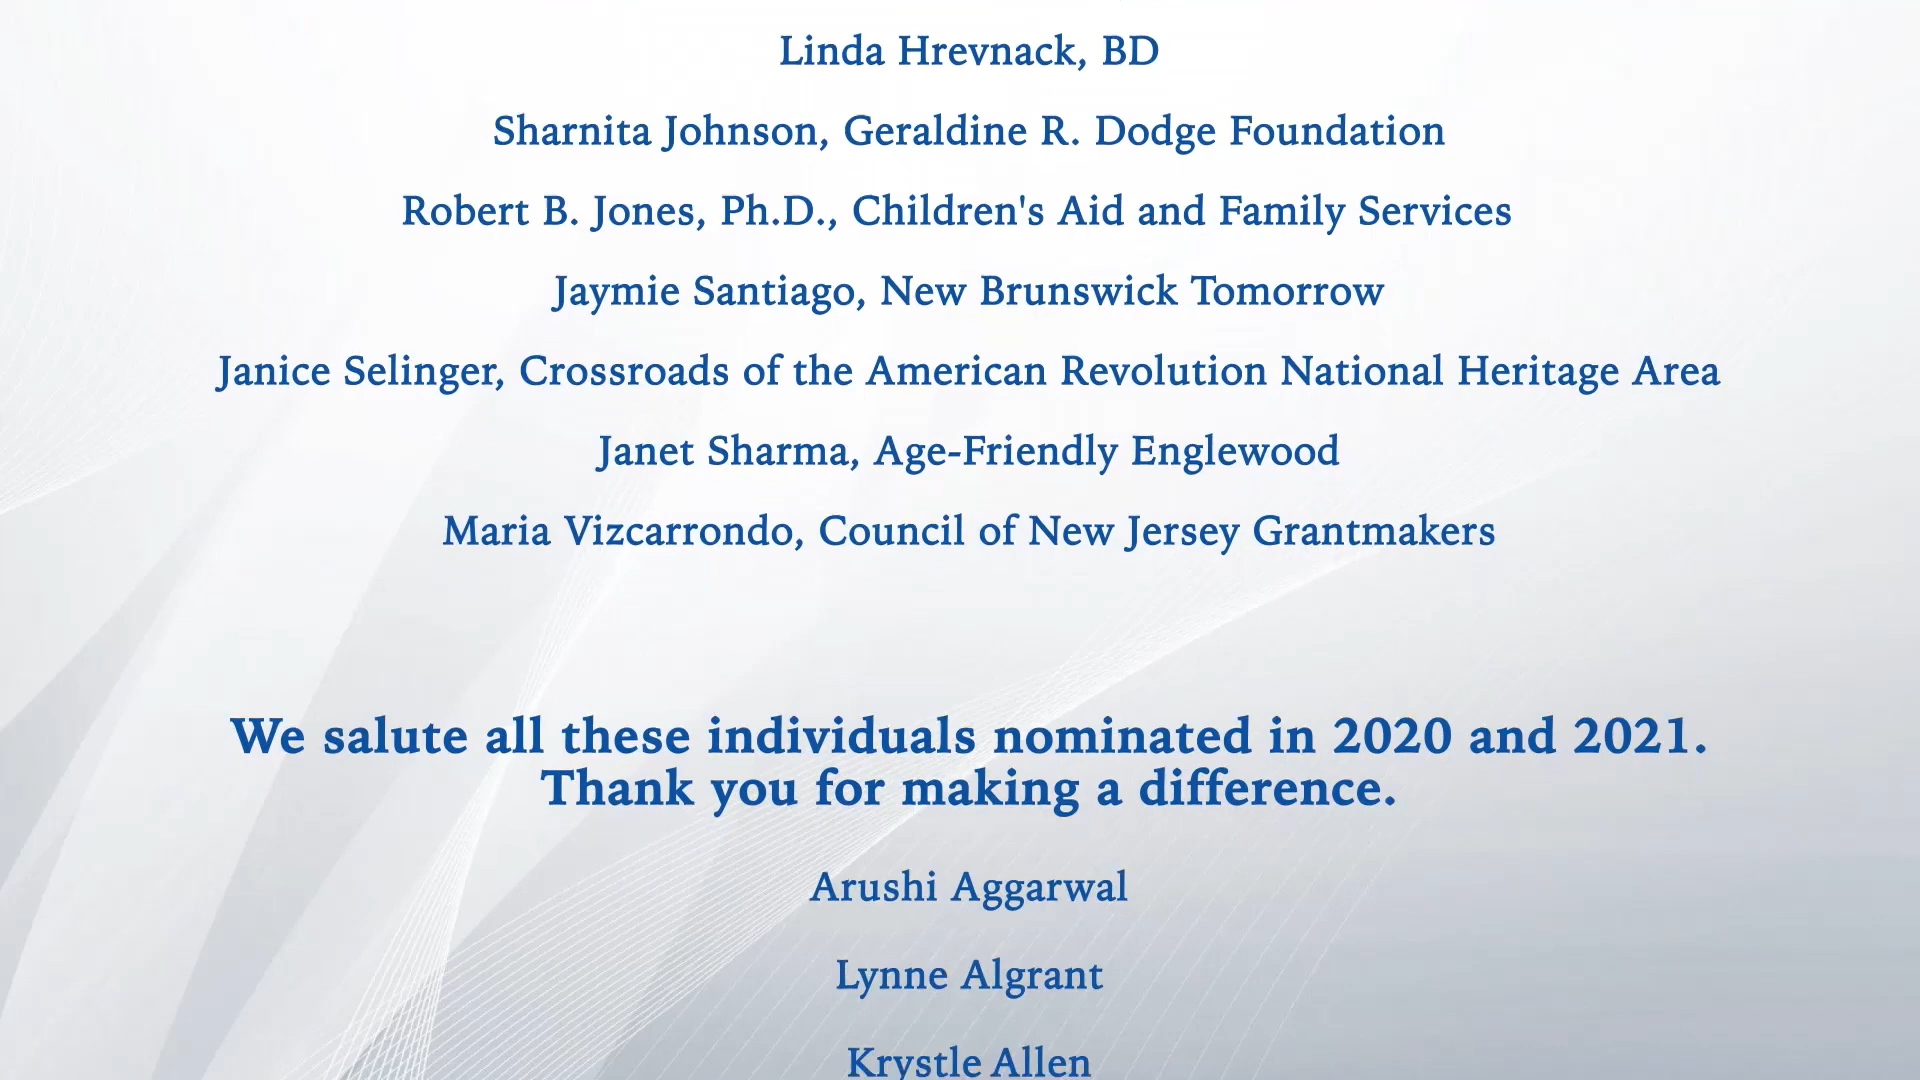 Linda Hrevnack, BD
Sharnita Johnson, Geraldine R. Dodge Foundation
Robert B. Jones, Ph.D., Children's Aid and Family Services
Jaymie Santiago, New Brunswick Tomorrow
Janice Selinger, Crossroads of the American Revolution National Heritage Area
Janet Sharma, Age-Friendly Englewood
Maria Vizcarrondo, Council of New Jersey Grantmakers
We salute all these individuals nominated in 2020 and 2021.
Thank you for making a difference.
Arushi Aggarwal
Lynne Algrant
Krystle Allen